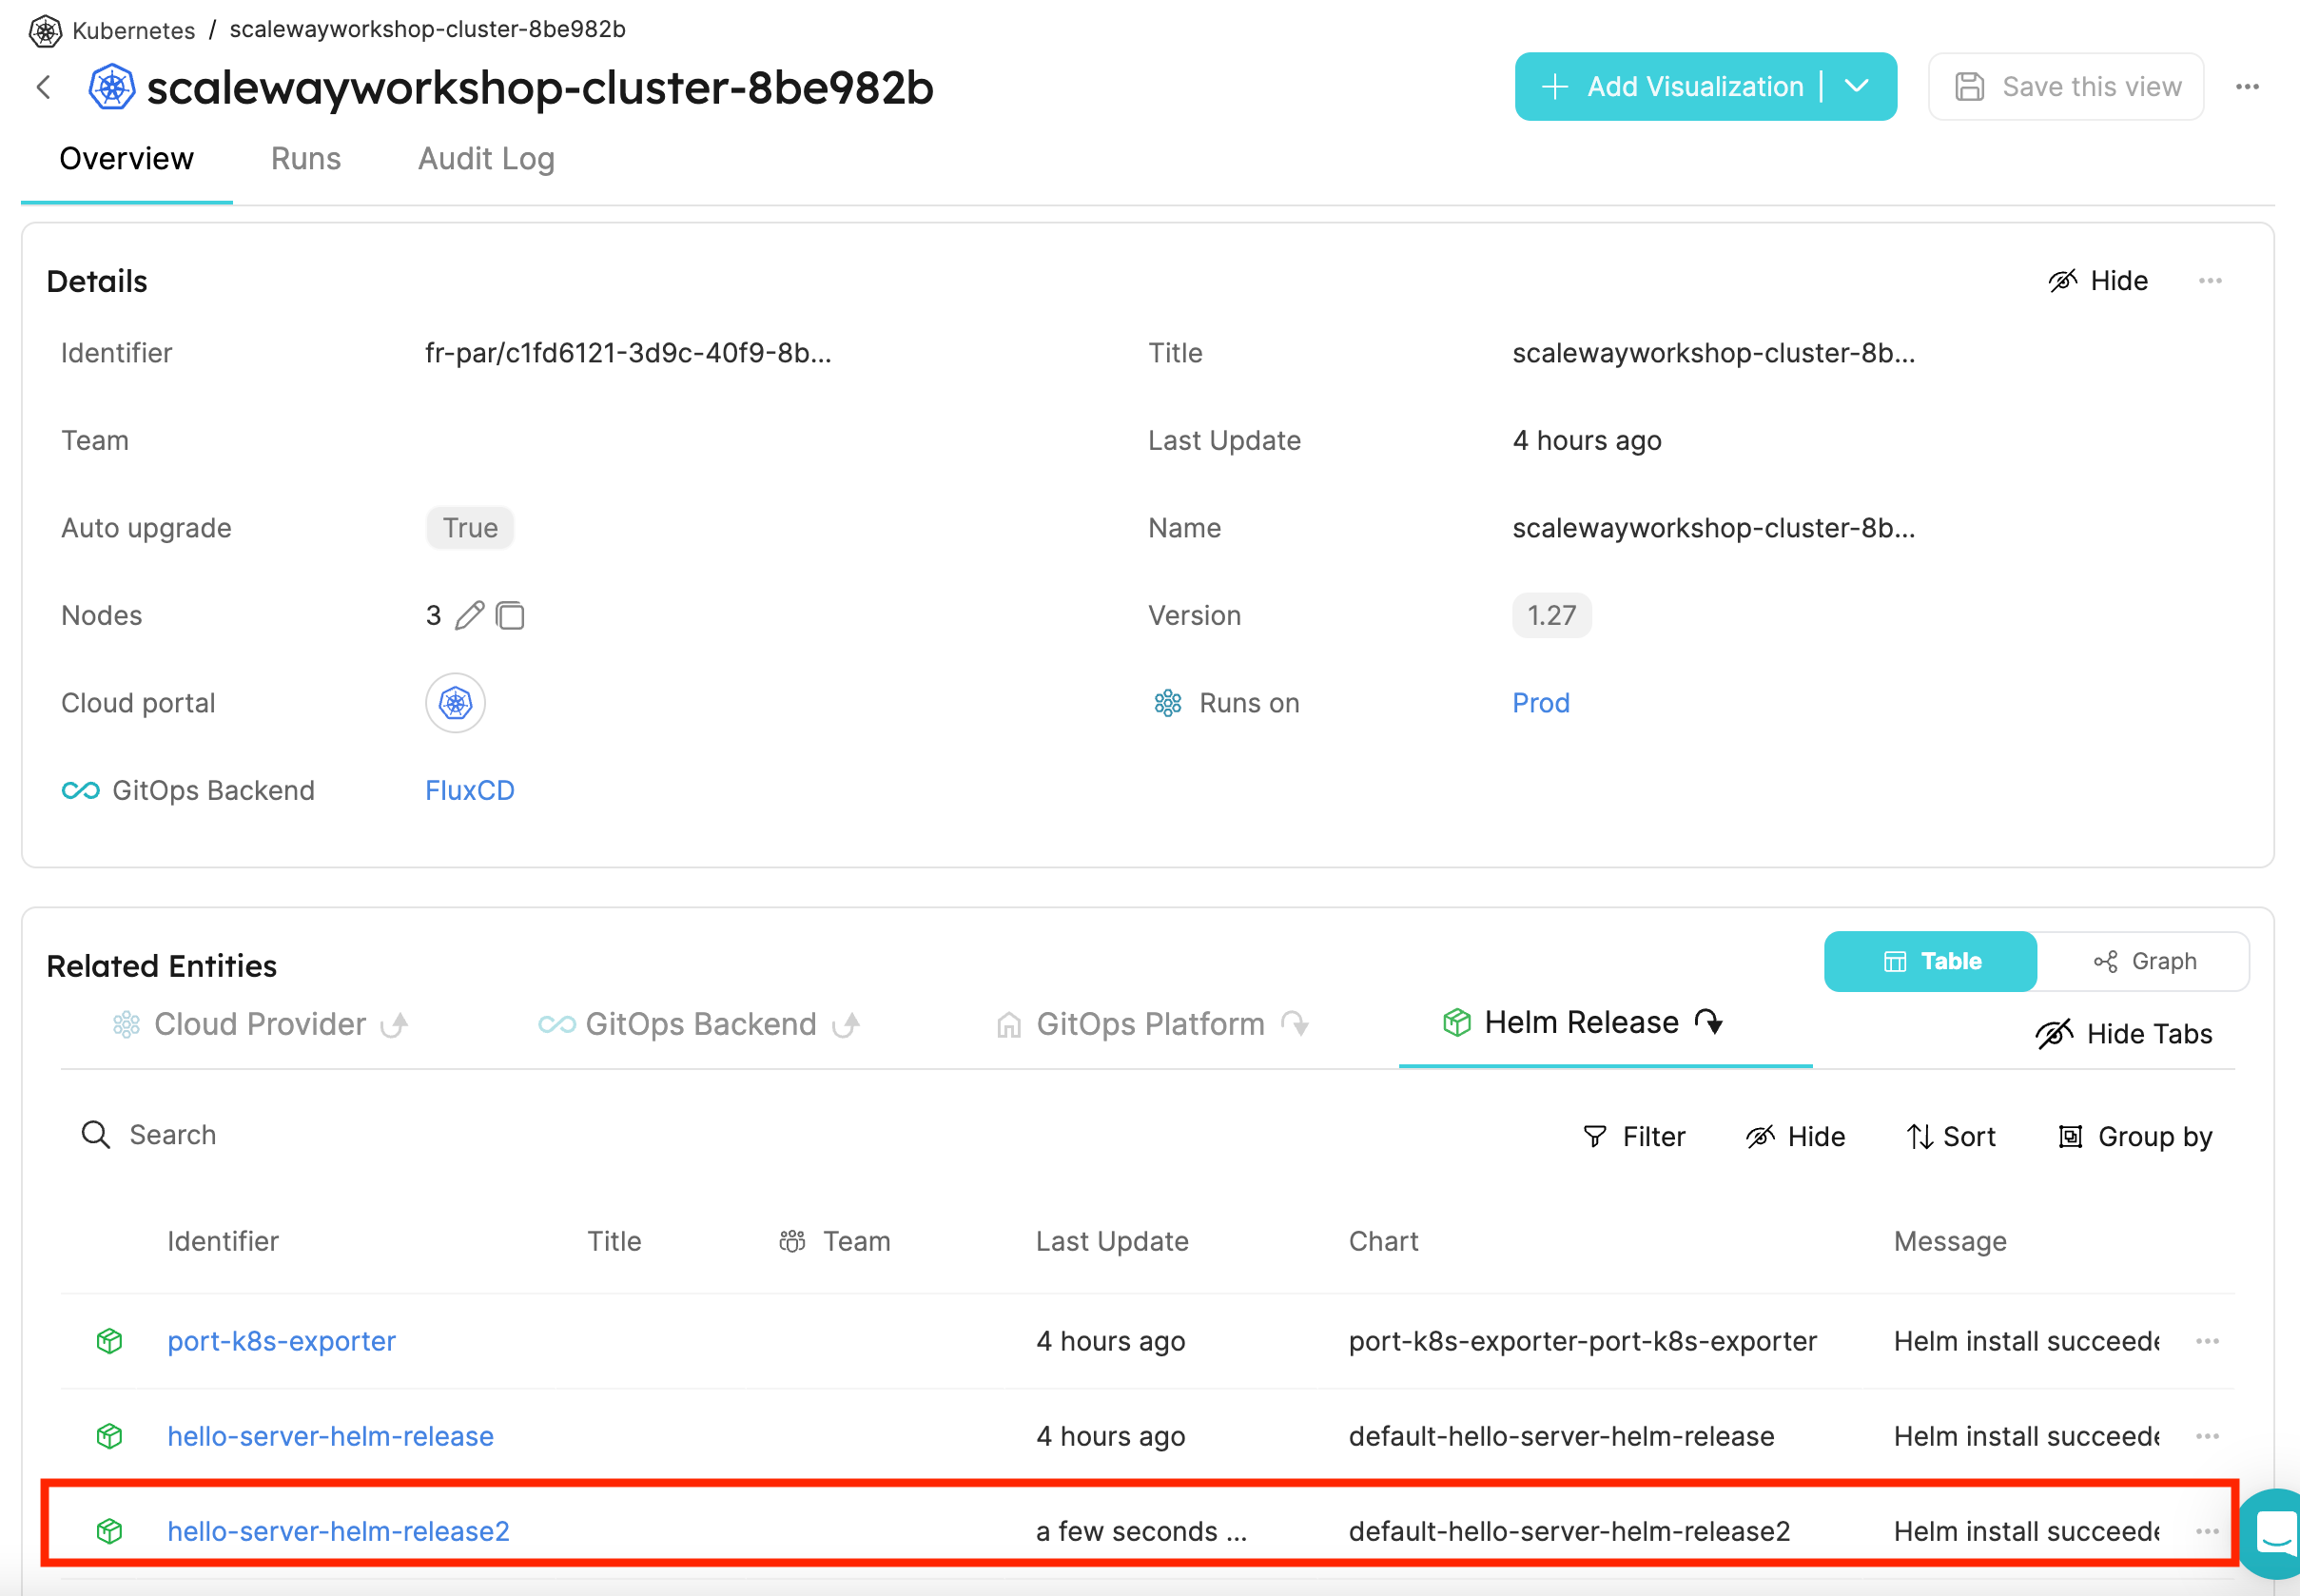 Kubernetes / scalewayworkshop-cluster-8be982b
scalewayworkshop-cluster-8be982b
Add Visualization
Save this view
Overview
Runs
Audit Log
Details
Hide
Identifier
fr-par/c1fd6121-3d9c-40f9-8b...
Title
scalewayworkshop-cluster-8b...
Team
Last Update
4 hours ago
Auto upgrade
True
Name
scalewayworkshop-cluster-8b...
Nodes
3
Version
1.27
Cloud portal
Runs on
Prod
GitOps Backend
FluxCD
Related Entities
Table
Graph
Cloud Provider
GitOps Backend
GitOps Platform
Helm Release
Hide Tabs
Search
Filter
Hide
Sort
Group by
Identifier
Title
Team
Last Update
Chart
Message
port-k8s-exporter
4 hours ago
port-k8s-exporter-port-k8s-exporter
Helm install succeede
hello-server-helm-release
4 hours ago
default-hello-server-helm-release
Helm install succeede
hello-server-helm-release2
a few seconds ...
default-hello-server-helm-release2
Helm install succeede